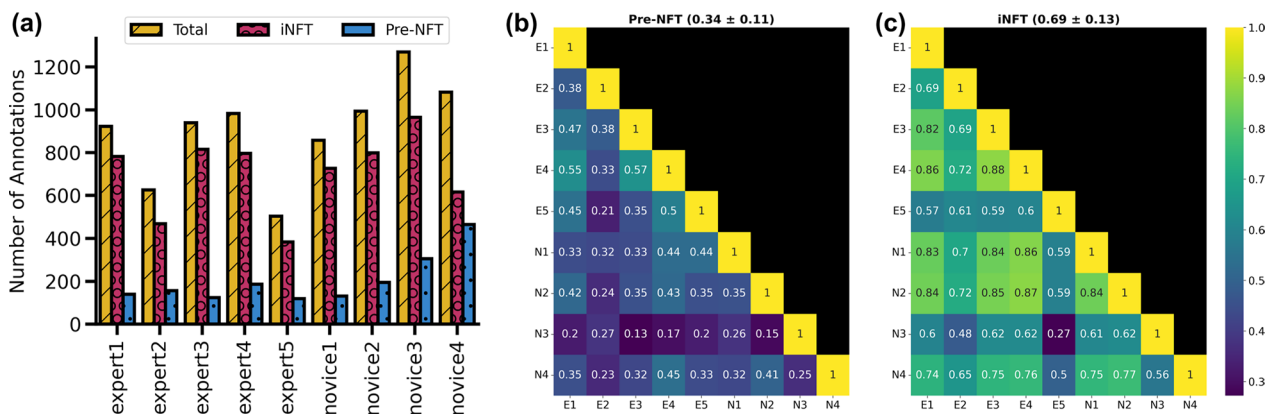 (a)
Total iNFT Pre-NFT
Number of Annotations
1200
1000
800
600
400
200
0
expert1 expert2 expert3 expert4 expert5 novice1 novice2 novice3 novice4
(b)
Pre-NFT (0.34 ± 0.11)
E1 1
E2 0.38 1
E3 0.47 0.38 1
E4 0.55 0.33 0.57 1
E5 0.45 0.21 0.35 0.5 1
N1 0.33 0.32 0.33 0.44 0.44 1
N2 0.42 0.24 0.35 0.43 0.35 0.35 1
N3 0.2 0.27 0.13 0.17 0.2 0.26 0.15 1
N4 0.35 0.23 0.32 0.45 0.33 0.32 0.41 0.25 1
E1 E2 E3 E4 E5 N1 N2 N3 N4
(c)
iNFT (0.69 ± 0.13)
E1 1
E2 0.69 1
E3 0.82 0.69 1
E4 0.86 0.72 0.88 1
E5 0.57 0.61 0.59 0.6 1
N1 0.83 0.7 0.84 0.86 0.59 1
N2 0.84 0.72 0.85 0.87 0.59 0.84 1
N3 0.6 0.48 0.62 0.62 0.27 0.61 0.62 1
N4 0.74 0.65 0.75 0.76 0.5 0.75 0.77 0.56 1
E1 E2 E3 E4 E5 N1 N2 N3 N4
1.0
0.9
0.8
0.7
0.6
0.5
0.4
0.3